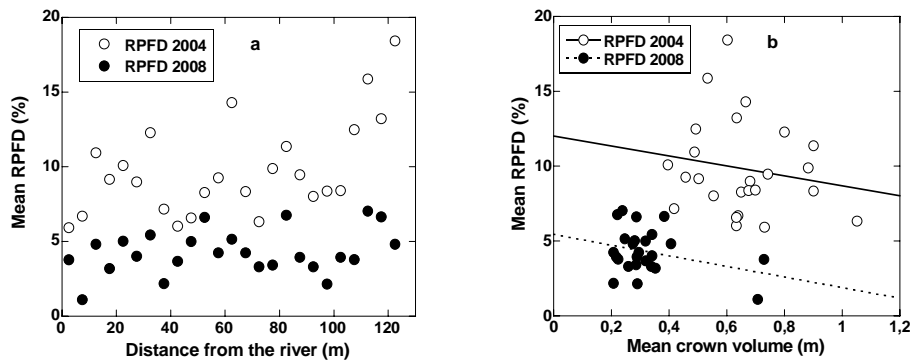 20
15
10
5
0
Mean RPFD (%)
RPFD 2004
RPFD 2008
a
0 20 40 60 80 100 120
Distance from the river (m)
20
15
10
5
0
Mean RPFD (%)
RPFD 2004
RPFD 2008
b
0 0,2 0,4 0,6 0,8 1 1,2
Mean crown volume (m)